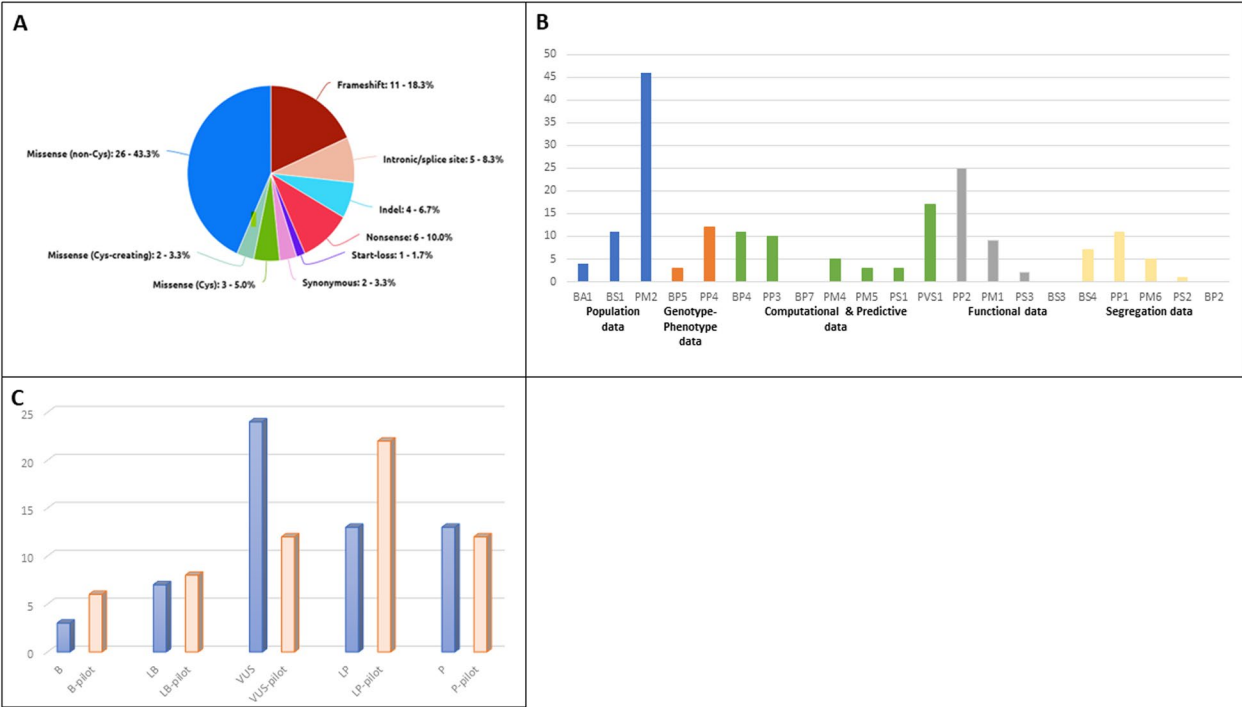 A
Frameshift: 11 - 18.3%
Missense (non-Cys): 26 - 43.3%
Intronic/splice site: 5 - 8.3%
Indel: 4 - 6.7%
Nonsense: 6 - 10.0%
Missense (Cys-creating): 2 - 3.3%
Start-loss: 1 - 1.7%
Missense (Cys): 3 - 5.0%
Synonymous: 2 - 3.3%
B
50
45
40
35
30
25
20
15
10
5
0
BA1 BS1 PM2 BP5 PP4 BP4 PP3 BP7 PM4 PM5 PS1 PVS1 PP2 PM1 PS3 BS3 BS4 PP1 PM6 PS2 BP2
Population data
Genotype-Phenotype data
Computational & Predictive data
Functional data
Segregation data
C
25
20
15
10
5
0
B
B-pilot
LB
LB-pilot
VUS
VUS-pilot
LP
LP-pilot
P
P-pilot